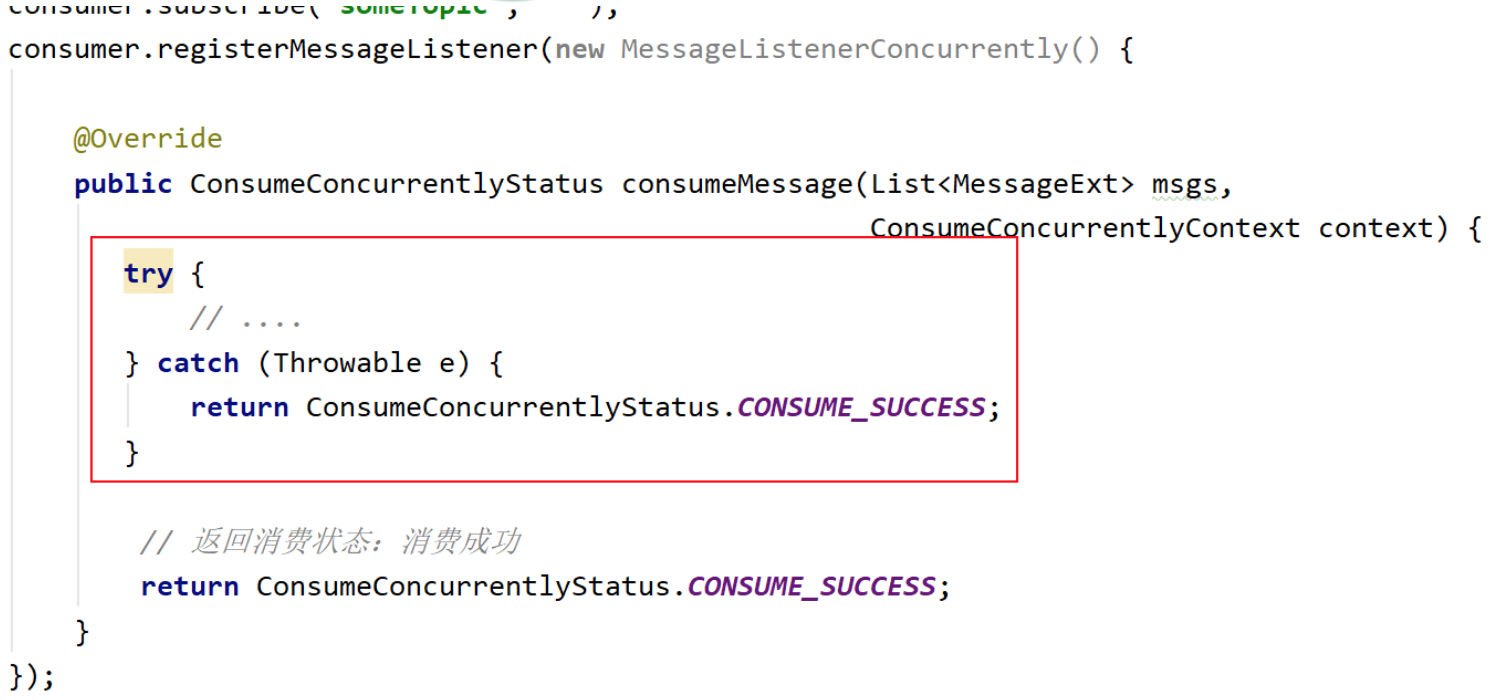 consumer.subscribe("someTopic",
consumer.registerMessageListener(new MessageListenerConcurrently() {
@Override
public ConsumeConcurrentlyStatus consumeMessage(List<MessageExt> msgs,
ConsumeConcurrentlyContext context) {
try {
// ....
} catch (Throwable e) {
return ConsumeConcurrentlyStatus.CONSUME_SUCCESS;
}
// 返回消费状态：消费成功
return ConsumeConcurrentlyStatus.CONSUME_SUCCESS;
}
});